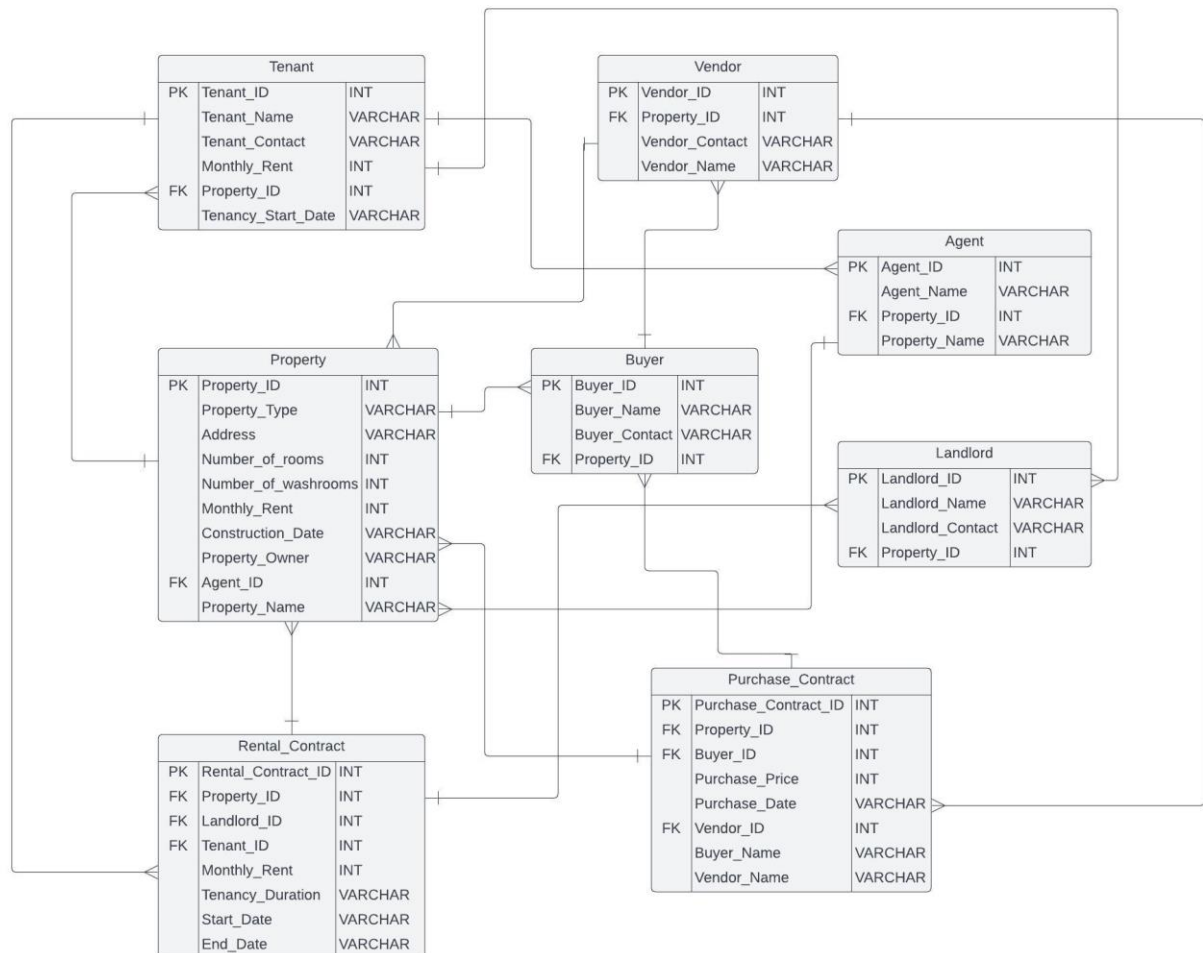 Tenant
PK Tenant_ID INT
Tenant_Name VARCHAR
Tenant_Contact VARCHAR
Monthly_Rent INT
FK Property_ID INT
Tenancy_Start_Date VARCHAR
Vendor
PK Vendor_ID INT
FK Property_ID INT
Vendor_Contact VARCHAR
Vendor_Name VARCHAR
Agent
PK Agent_ID INT
Agent_Name VARCHAR
FK Property_ID INT
Property_Name VARCHAR
Property
PK Property_ID INT
Property_Type VARCHAR
Address VARCHAR
Number_of_rooms INT
Number_of_washrooms INT
Monthly_Rent INT
Construction_Date VARCHAR
Property_Owner VARCHAR
FK Agent_ID INT
Property_Name VARCHAR
Buyer
PK Buyer_ID INT
Buyer_Name VARCHAR
Buyer_Contact VARCHAR
FK Property_ID INT
Landlord
PK Landlord_ID INT
Landlord_Name VARCHAR
Landlord_Contact VARCHAR
FK Property_ID INT
Rental_Contract
PK Rental_Contract_ID INT
FK Property_ID INT
FK Landlord_ID INT
FK Tenant_ID INT
Monthly_Rent INT
Tenancy_Duration VARCHAR
Start_Date VARCHAR
End_Date VARCHAR
Purchase_Contract
PK Purchase_Contract_ID INT
FK Property_ID INT
FK Buyer_ID INT
Purchase_Price INT
Purchase_Date VARCHAR
FK Vendor_ID INT
Buyer_Name VARCHAR
Vendor_Name VARCHAR